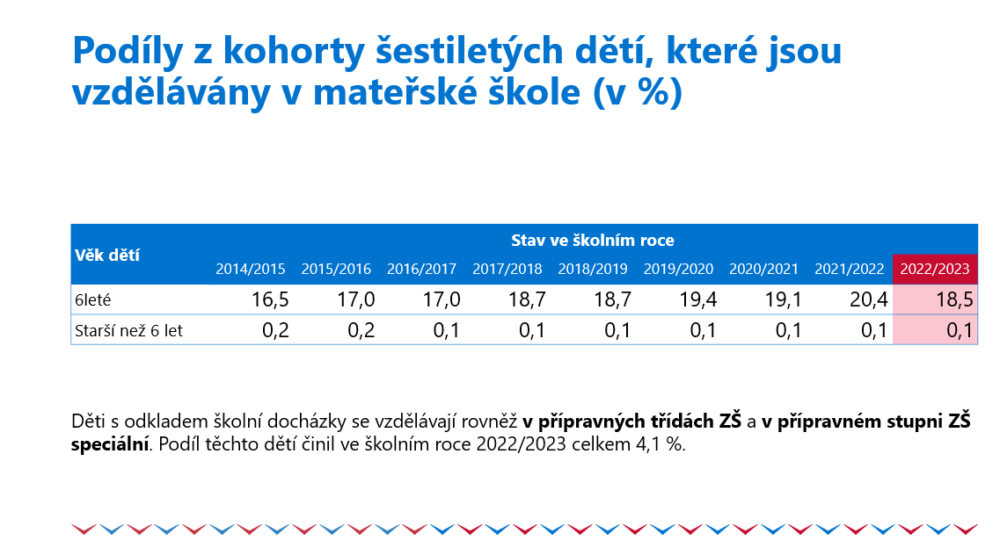 Podíly z kohorty šestiletých dětí, které jsou
vzdělávány v mateřské škole (v %)
Věk dětí
Stav ve školním roce
2014/2015 2015/2016 2016/2017 2017/2018 2018/2019 2019/2020 2020/2021 2021/2022 2022/2023
6leté 16,5 17,0 17,0 18,7 18,7 19,4 19,1 20,4 18,5
Starší než 6 let 0,2 0,2 0,1 0,1 0,1 0,1 0,1 0,1 0,1
Děti s odkladem školní docházky se vzdělávají rovněž v přípravných třídách ZŠ a v přípravném stupni ZŠ
speciální. Podíl těchto dětí činil ve školním roce 2022/2023 celkem 4,1 %.